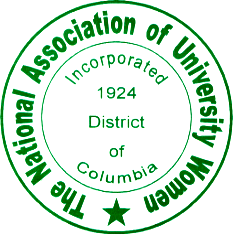 The National Association of University Women
Incorporated
1924
District
of
Columbia